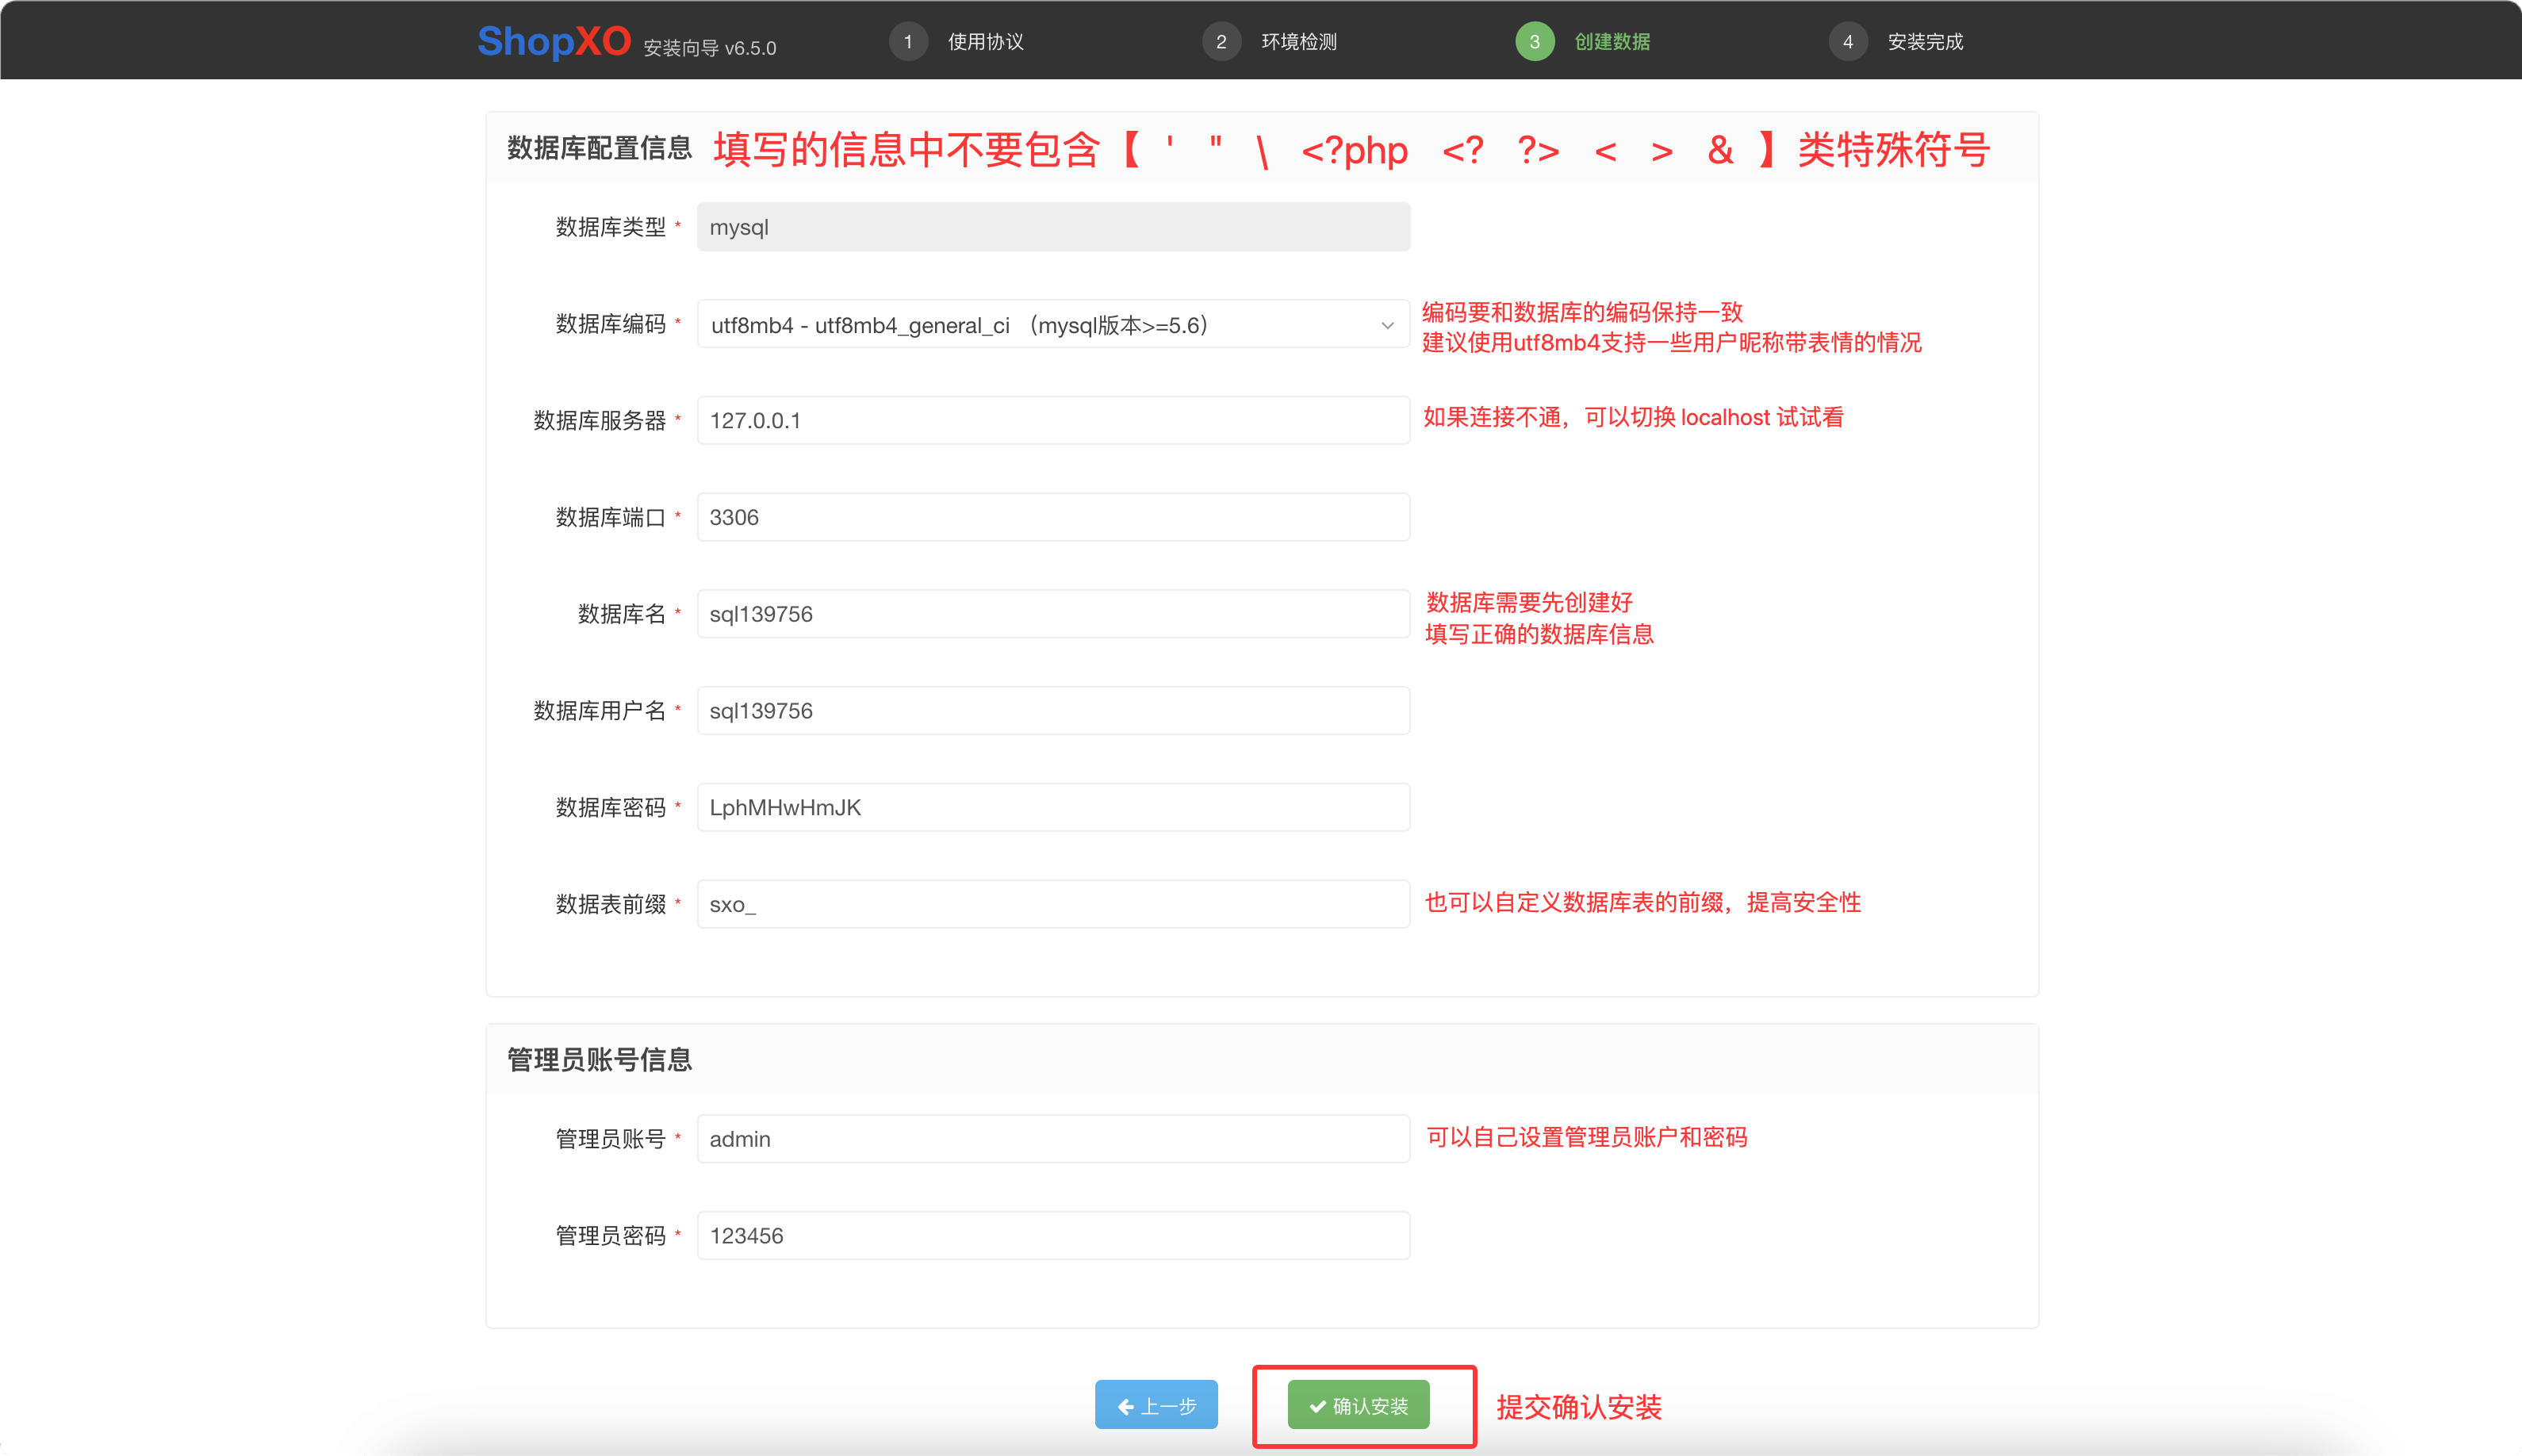 ShopXO 安装向导 v6.5.0
1 使用协议
2 环境检测
3 创建数据
4 安装完成
数据库配置信息 填写的信息中不要包含【 ' " \ <?php <? ?> < > & 】类特殊符号
数据库类型 * mysql
数据库编码 * utf8mb4 - utf8mb4_general_ci （mysql版本>=5.6）
编码要和数据库的编码保持一致
建议使用utf8mb4支持一些用户昵称带表情的情况
数据库服务器 * 127.0.0.1 如果连接不通，可以切换 localhost 试试看
数据库端口 * 3306
数据库名 * sql139756
数据库需要先创建好
填写正确的数据库信息
数据库用户名 * sql139756
数据库密码 * LphMHwHmJK
数据表前缀 * sxo_ 也可以自定义数据库表的前缀，提高安全性
管理员账号信息
管理员账号 * admin 可以自己设置管理员账户和密码
管理员密码 * 123456
上一步 确认安装 提交确认安装